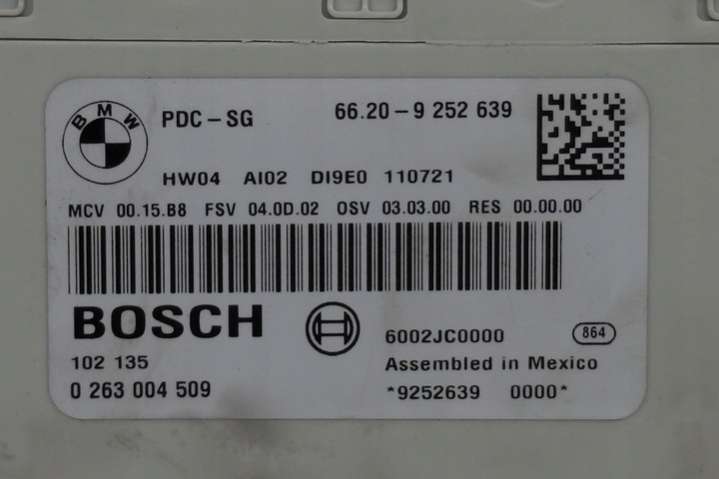 BMW
PDC – SG 66.20 – 9 252 639
HW04 AI02 DI9E0 110721
MCV 00.15.B8 FSV 04.0D.02 OSV 03.03.00 RES 00.00.00
BOSCH
6002JC0000 864
102 135 Assembled in Mexico
0 263 004 509 *9252639 0000*